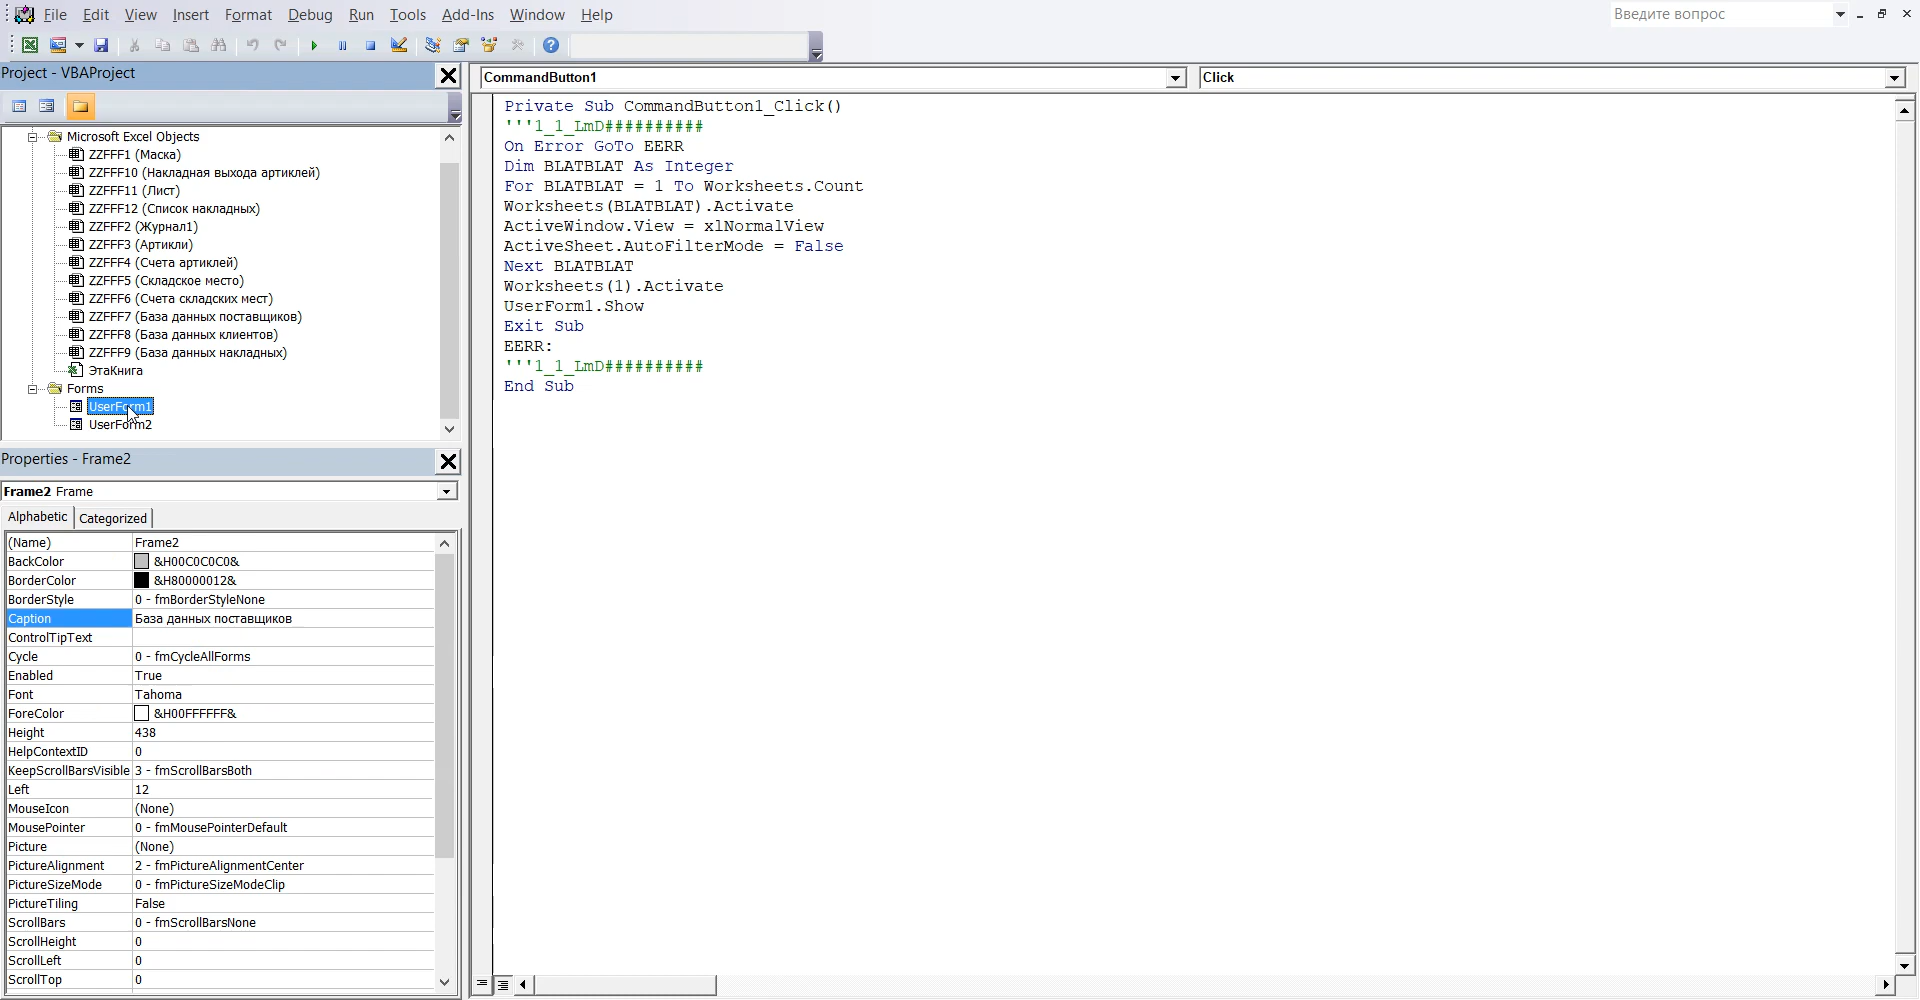 File Edit View Insert Format Debug Run Tools Add-Ins Window Help
Введите вопрос
Project - VBAProject
Microsoft Excel Objects
ZZFFF1 (Маска)
ZZFFF10 (Накладная выхода артиклей)
ZZFFF11 (Лист)
ZZFFF12 (Список накладных)
ZZFFF2 (Журнал1)
ZZFFF3 (Артикли)
ZZFFF4 (Счета артиклей)
ZZFFF5 (Складское место)
ZZFFF6 (Счета складских мест)
ZZFFF7 (База данных поставщиков)
ZZFFF8 (База данных клиентов)
ZZFFF9 (База данных накладных)
ЭтаКнига
Forms
UserForm1
UserForm2
Properties - Frame2
Frame2 Frame
Alphabetic Categorized
(Name) Frame2
BackColor &H00C0C0C0&
BorderColor &H80000012&
BorderStyle 0 - fmBorderStyleNone
Caption База данных поставщиков
ControlTipText
Cycle 0 - fmCycleAllForms
Enabled True
Font Tahoma
ForeColor &H00FFFFFF&
Height 438
HelpContextID 0
KeepScrollBarsVisible 3 - fmScrollBarsBoth
Left 12
MouseIcon (None)
MousePointer 0 - fmMousePointerDefault
Picture (None)
PictureAlignment 2 - fmPictureAlignmentCenter
PictureSizeMode 0 - fmPictureSizeModeClip
PictureTiling False
ScrollBars 0 - fmScrollBarsNone
ScrollHeight 0
ScrollLeft 0
ScrollTop 0
CommandButton1 Click
Private Sub CommandButton1_Click()
'''1_1_LmD##########
On Error GoTo EERR
Dim BLATBLAT As Integer
For BLATBLAT = 1 To Worksheets.Count
Worksheets(BLATBLAT).Activate
ActiveWindow.View = xlNormalView
ActiveSheet.AutoFilterMode = False
Next BLATBLAT
Worksheets(1).Activate
UserForm1.Show
Exit Sub
EERR:
'''1_1_LmD##########
End Sub